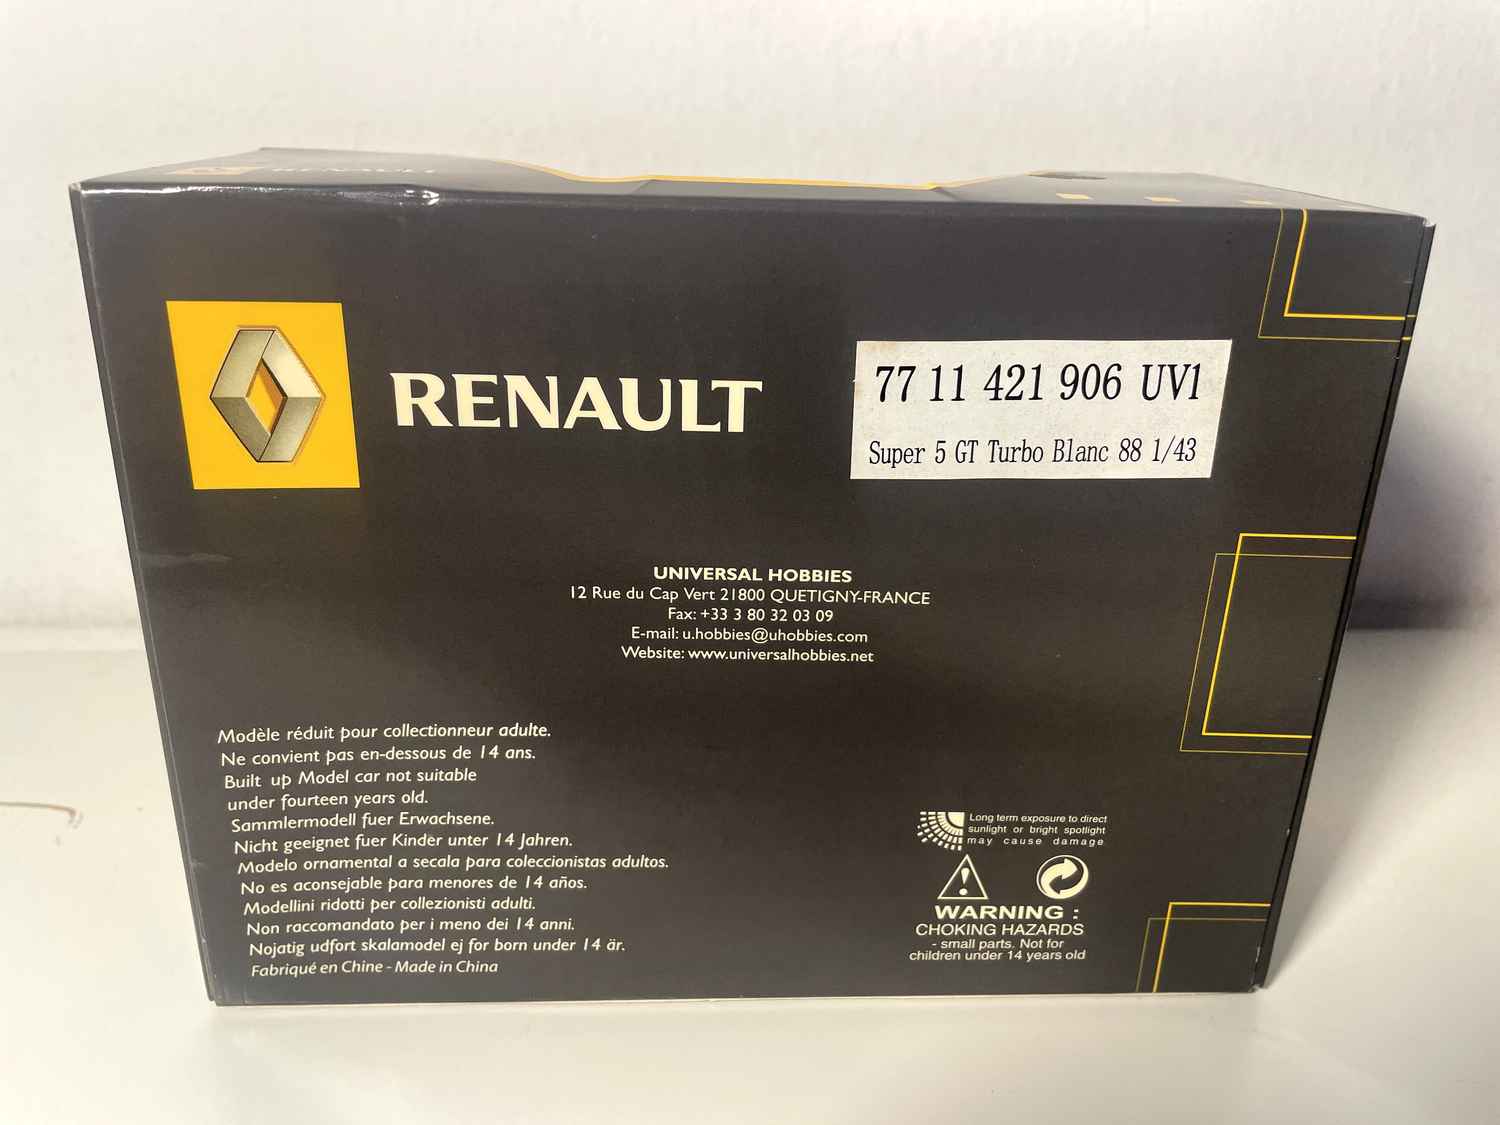 RENAULT
RENAULT
77 11 421 906 UV1
Super 5 GT Turbo Blanc 88 1/43
UNIVERSAL HOBBIES
12 Rue du Cap Vert 21800 QUETIGNY-FRANCE
Fax: +33 3 80 32 03 09
E-mail: u.hobbies@uhobbies.com
Website: www.universalhobbies.net
Modèle réduit pour collectionneur adulte.
Ne convient pas en-dessous de 14 ans.
Built up Model car not suitable
under fourteen years old.
Sammlermodell fuer Erwachsene.
Nicht geeignet fuer Kinder unter 14 Jahren.
Modelo ornamental a secala para coleccionistas adultos.
No es aconsejable para menores de 14 años.
Modellini ridotti per collezionisti adulti.
Non raccomandato per i meno dei 14 anni.
Nojatig udfort skalamodel ej for born under 14 är.
Fabriqué en Chine - Made in China
Long term exposure to direct
sunlight or bright spotlight
may cause damage
WARNING :
CHOKING HAZARDS
- small parts. Not for
children under 14 years old